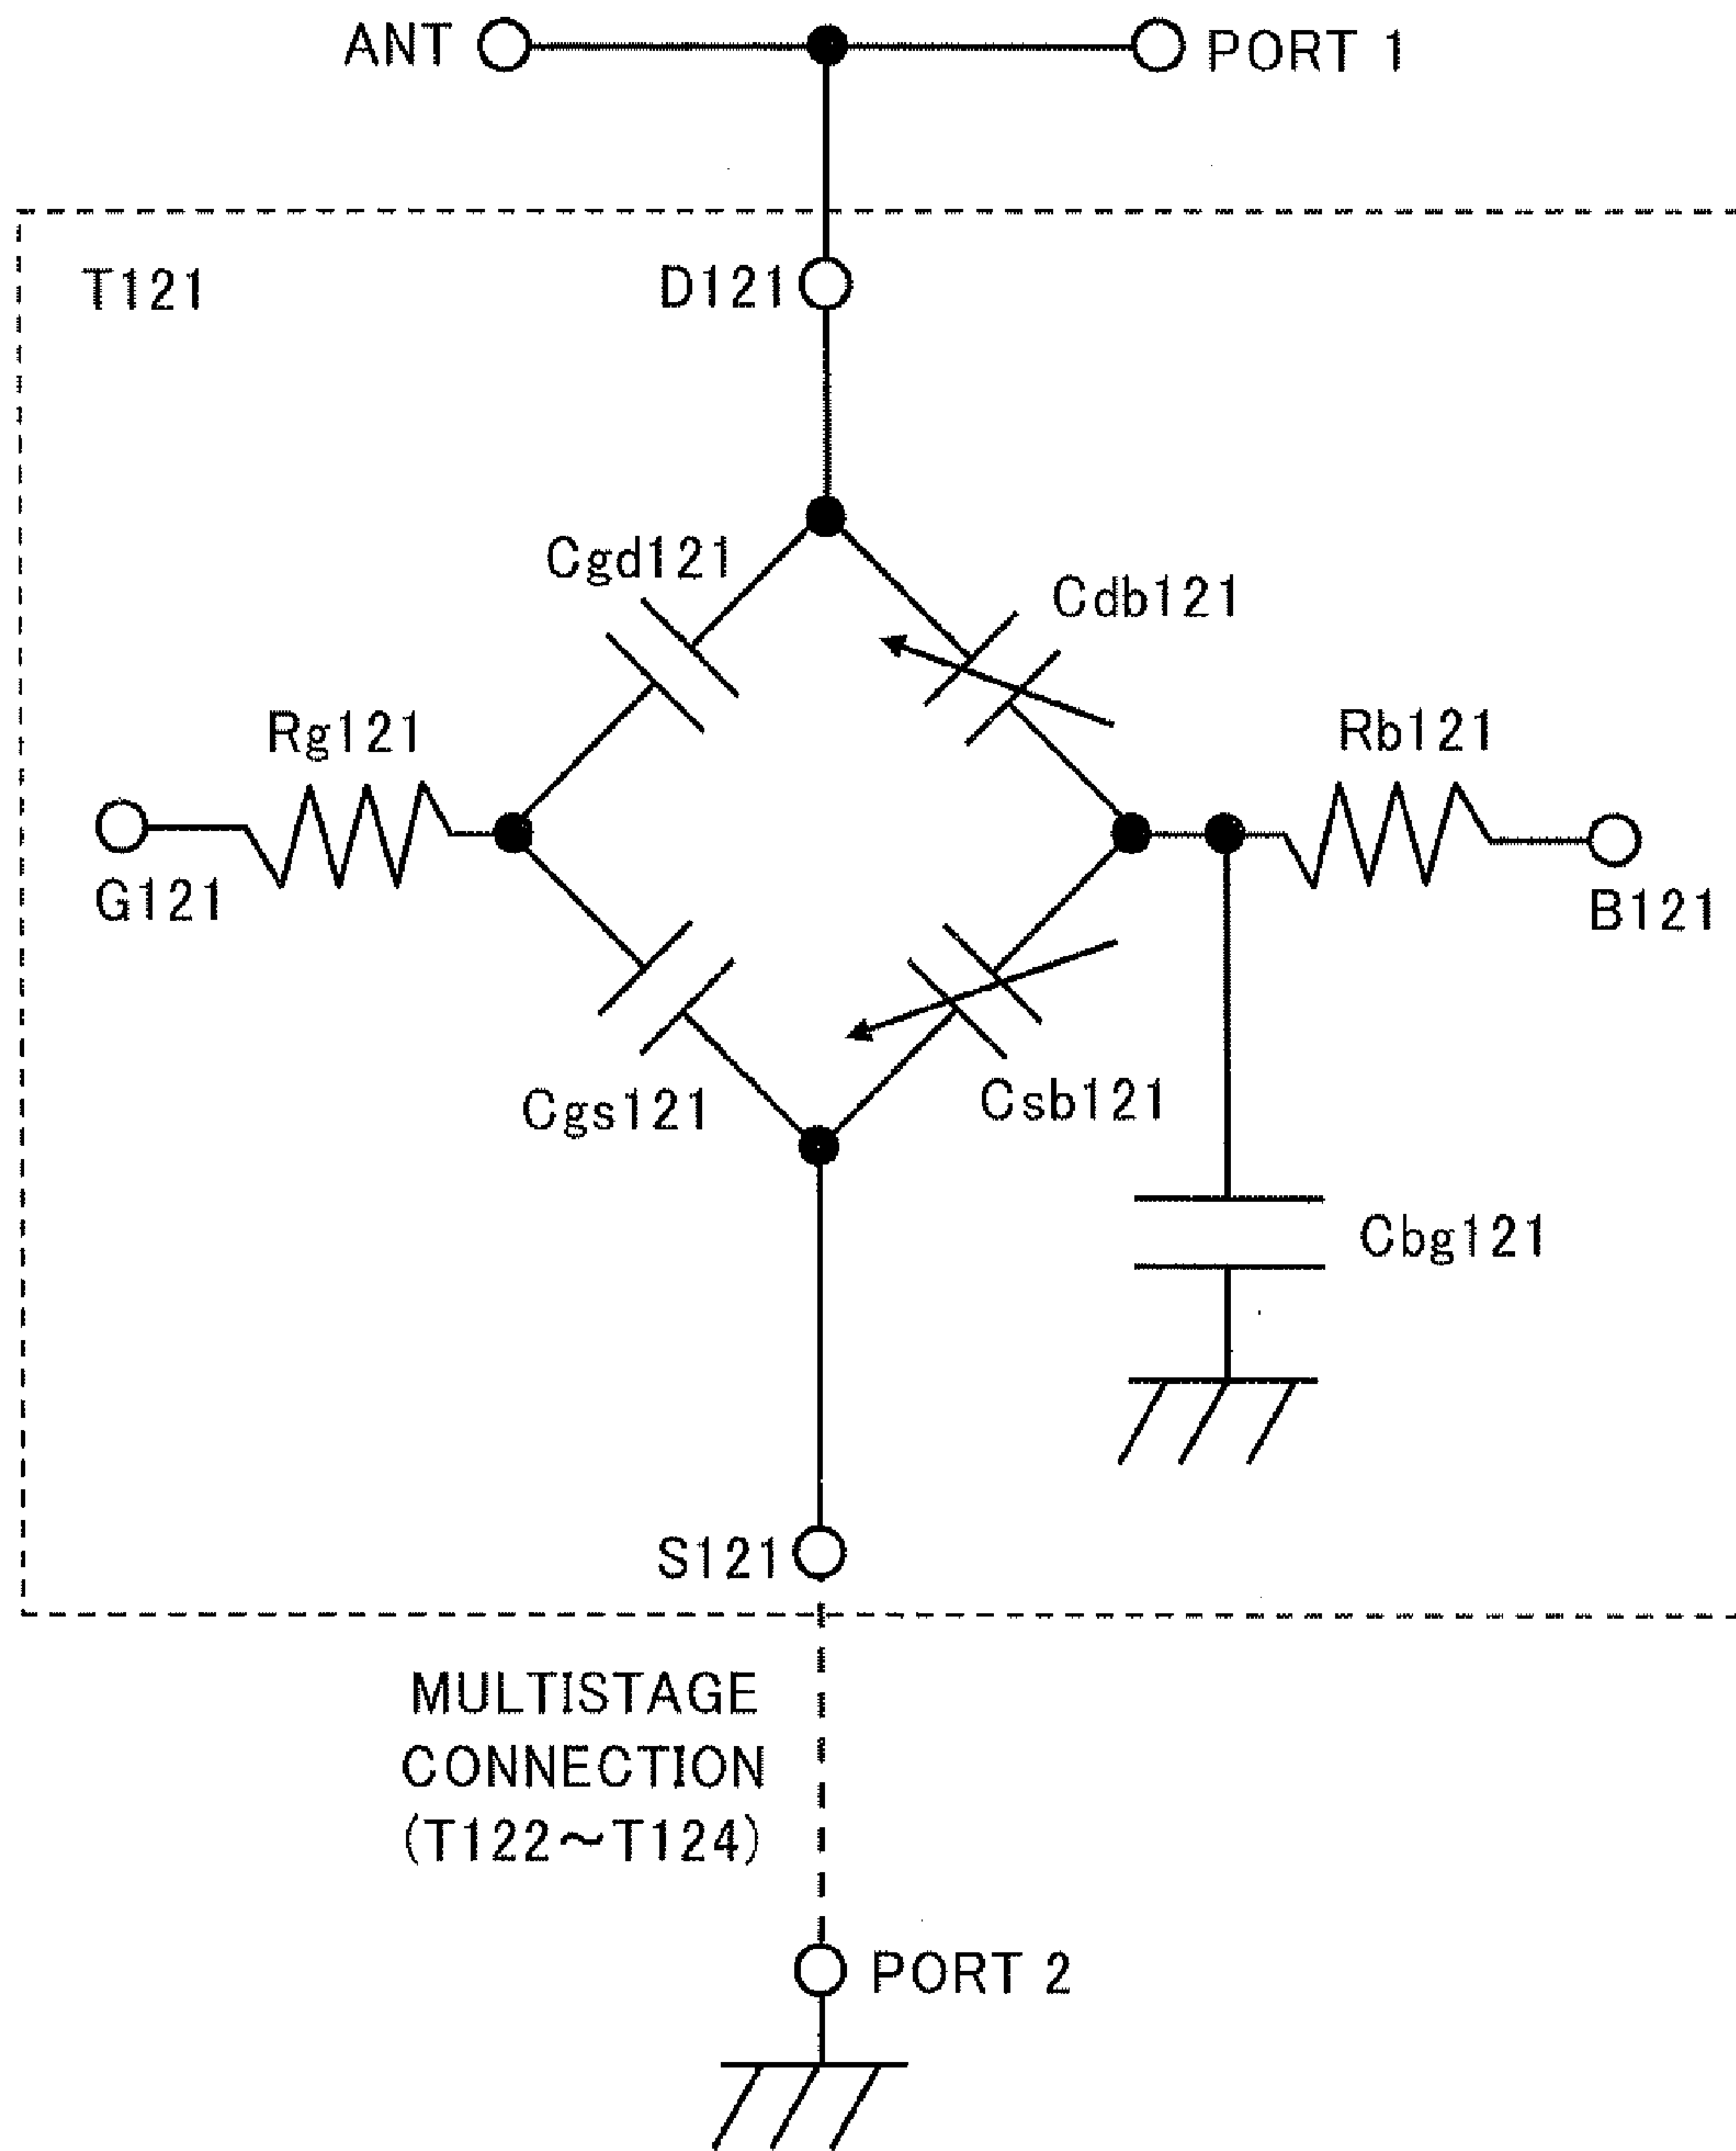 ANT
PORT 1
T121
D121
Cgd121
Cdb121
Rg121
Rb121
G121
B121
Cgs121
Csb121
Cbg121
S121
MULTISTAGE
CONNECTION
(T122～T124)
PORT 2